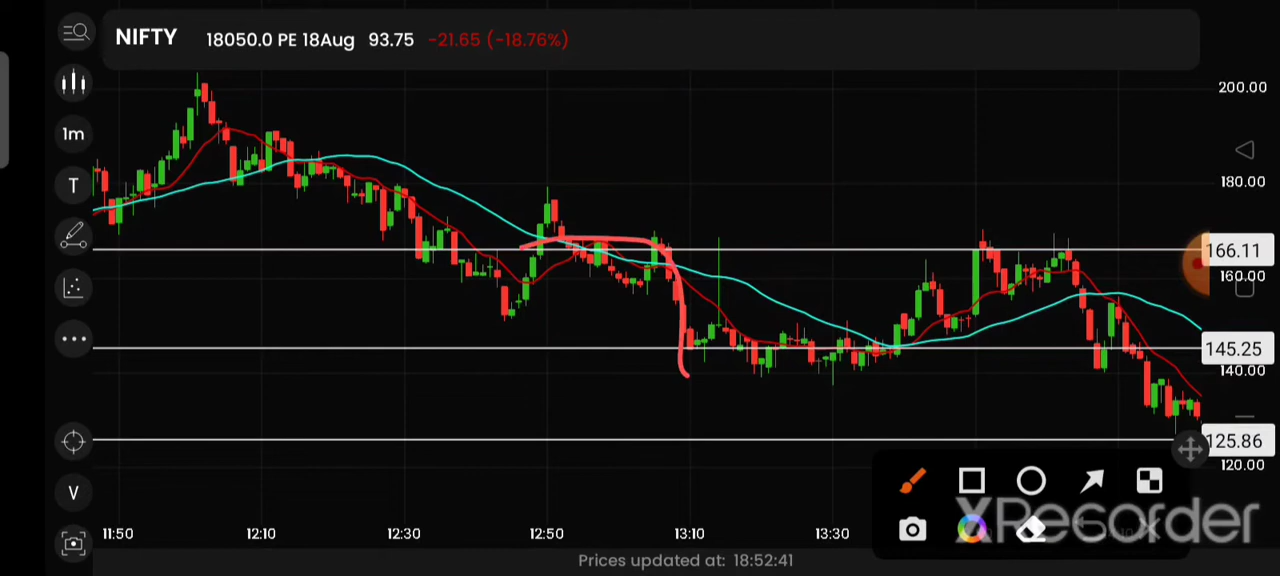 NIFTY 18050.0 PE 18Aug 93.75 -21.65 (-18.76%)
200.00
1m
T
180.00
166.11
160.00
145.25
140.00
125.86
120.00
V
XRecorder
11:50 12:10 12:30 12:50 13:10 13:30
Prices updated at: 18:52:41